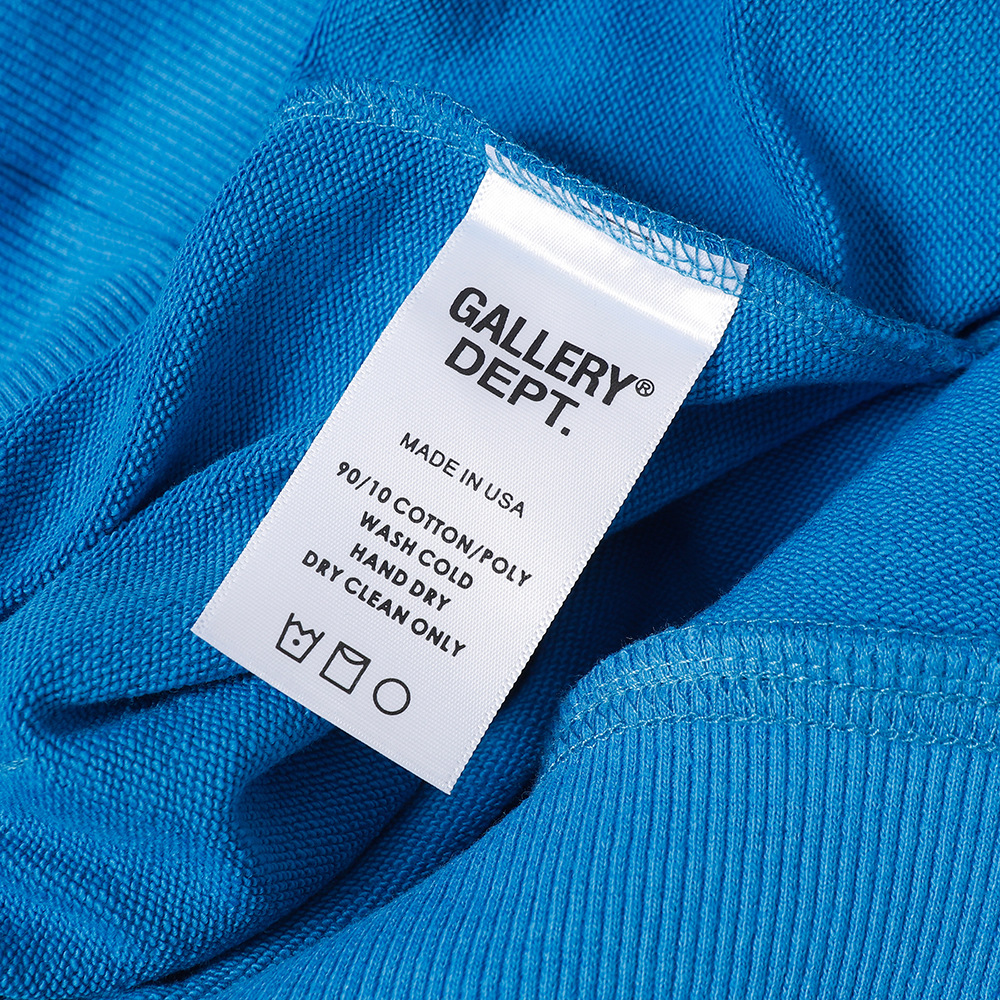 GALLERY®
DEPT.
MADE IN USA
90/10 COTTON/POLY
WASH COLD
HAND DRY
DRY CLEAN ONLY